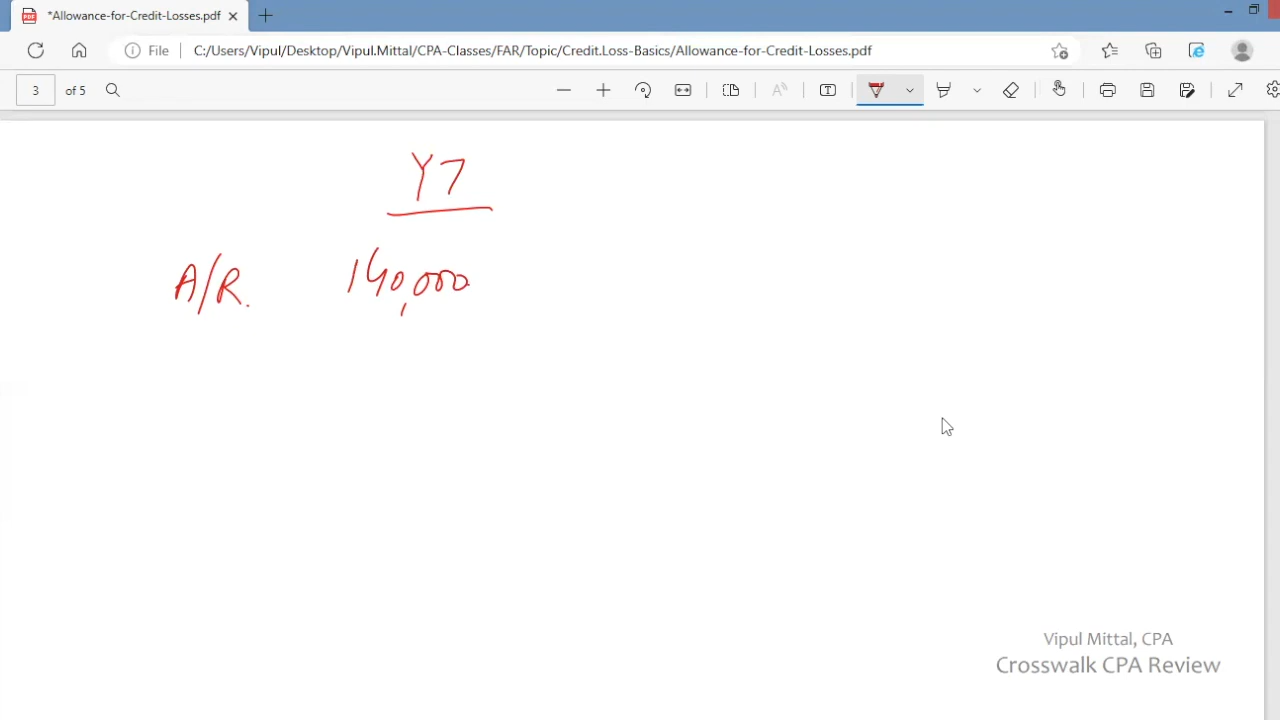 *Allowance-for-Credit-Losses.pdf
File C:/Users/Vipul/Desktop/Vipul.Mittal/CPA-Classes/FAR/Topic/Credit.Loss-Basics/Allowance-for-Credit-Losses.pdf
3 of 5
Y7
A/R. 140,000
Vipul Mittal, CPA
Crosswalk CPA Review